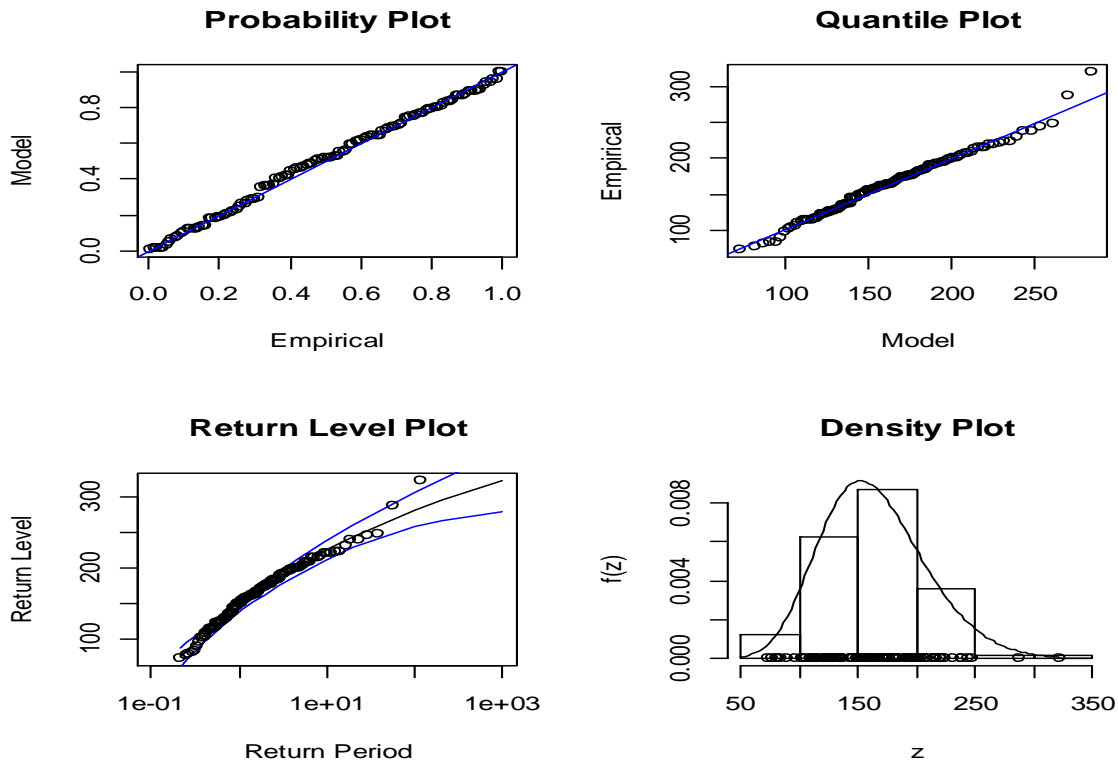 Probability Plot
Model
0.0 0.4 0.8
0.0 0.2 0.4 0.6 0.8 1.0
Empirical
Quantile Plot
Empirical
100 200 300
100 150 200 250
Model
Return Level Plot
Return Level
100 200 300
1e-01 1e+01 1e+03
Return Period
Density Plot
f(z)
0.000 0.004 0.008
50 150 250 350
z